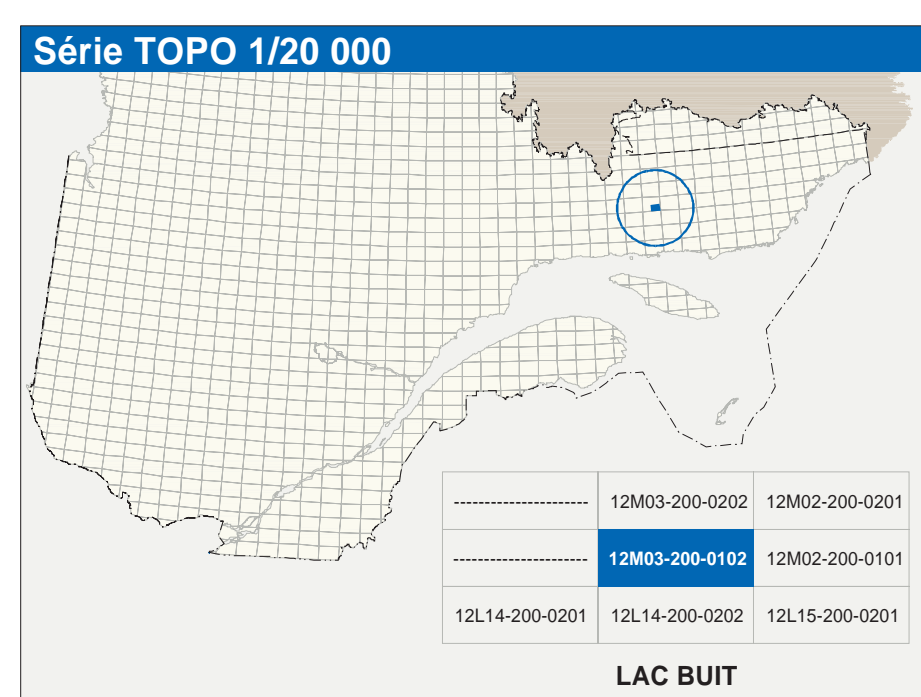 Série TOPO 1/20 000
---------------------- 12M03-200-0202 12M02-200-0201
---------------------- 12M03-200-0102 12M02-200-0101
12L14-200-0201 12L14-200-0202 12L15-200-0201
LAC BUIT